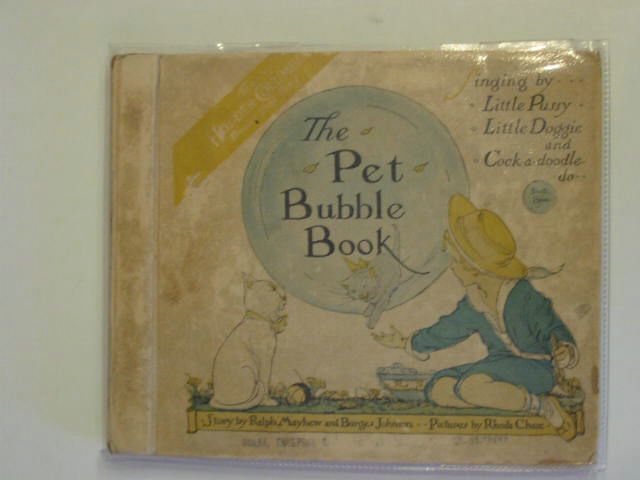 The
Pet
Bubble
Book
Singing by...
Little Pussy
Little Doggie
and
Cock-a-doodle-
do--
Story by Ralph Mayhew and Burges Johnson - - Pictures by Rhoda Chase